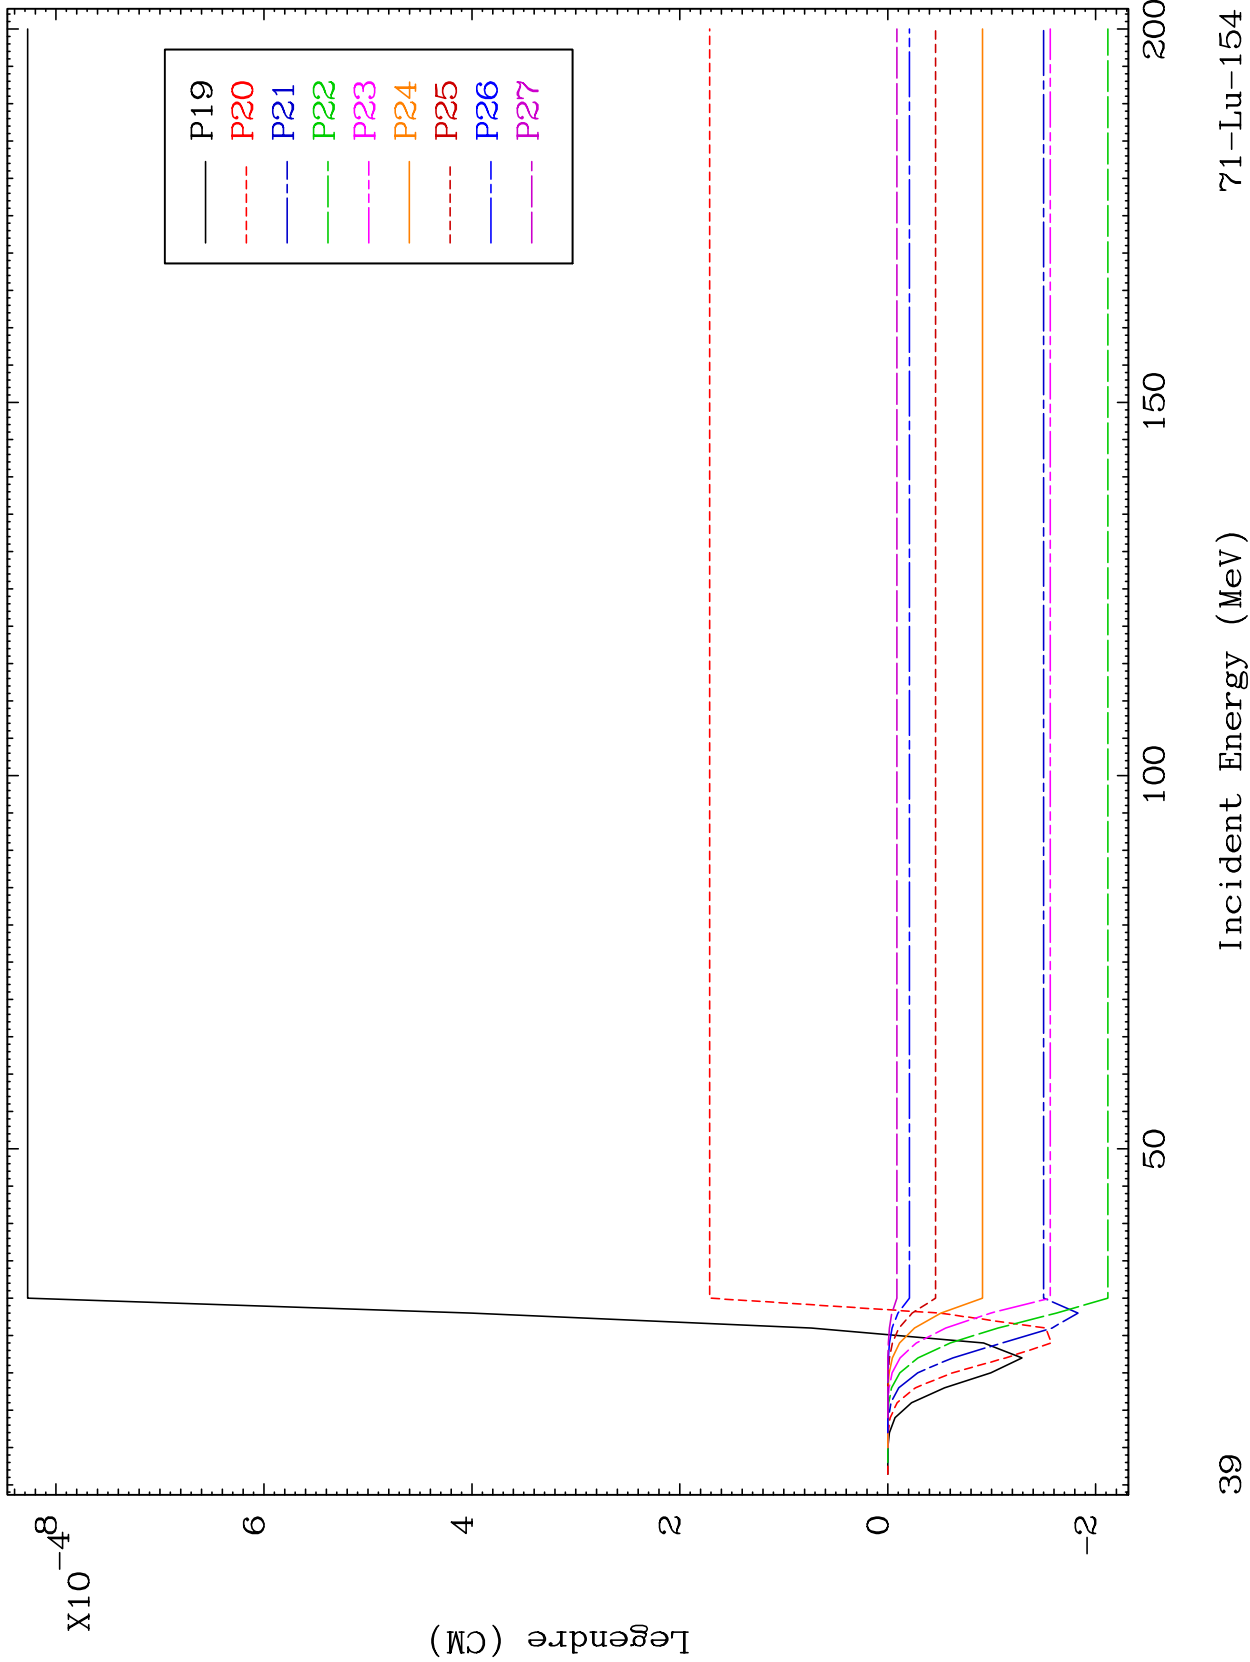 X10
-4
8
6
4
2
0
-2
Legendre (CM)
P19
P20
P21
P22
P23
P24
P25
P26
P27
50
100
150
200
39
Incident Energy (MeV)
71-Lu-154